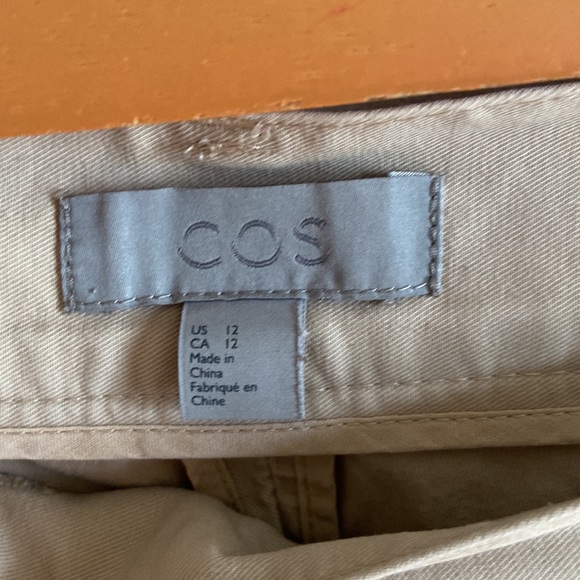 COS
US 12
CA 12
Made in
China
Fabriqué en
Chine